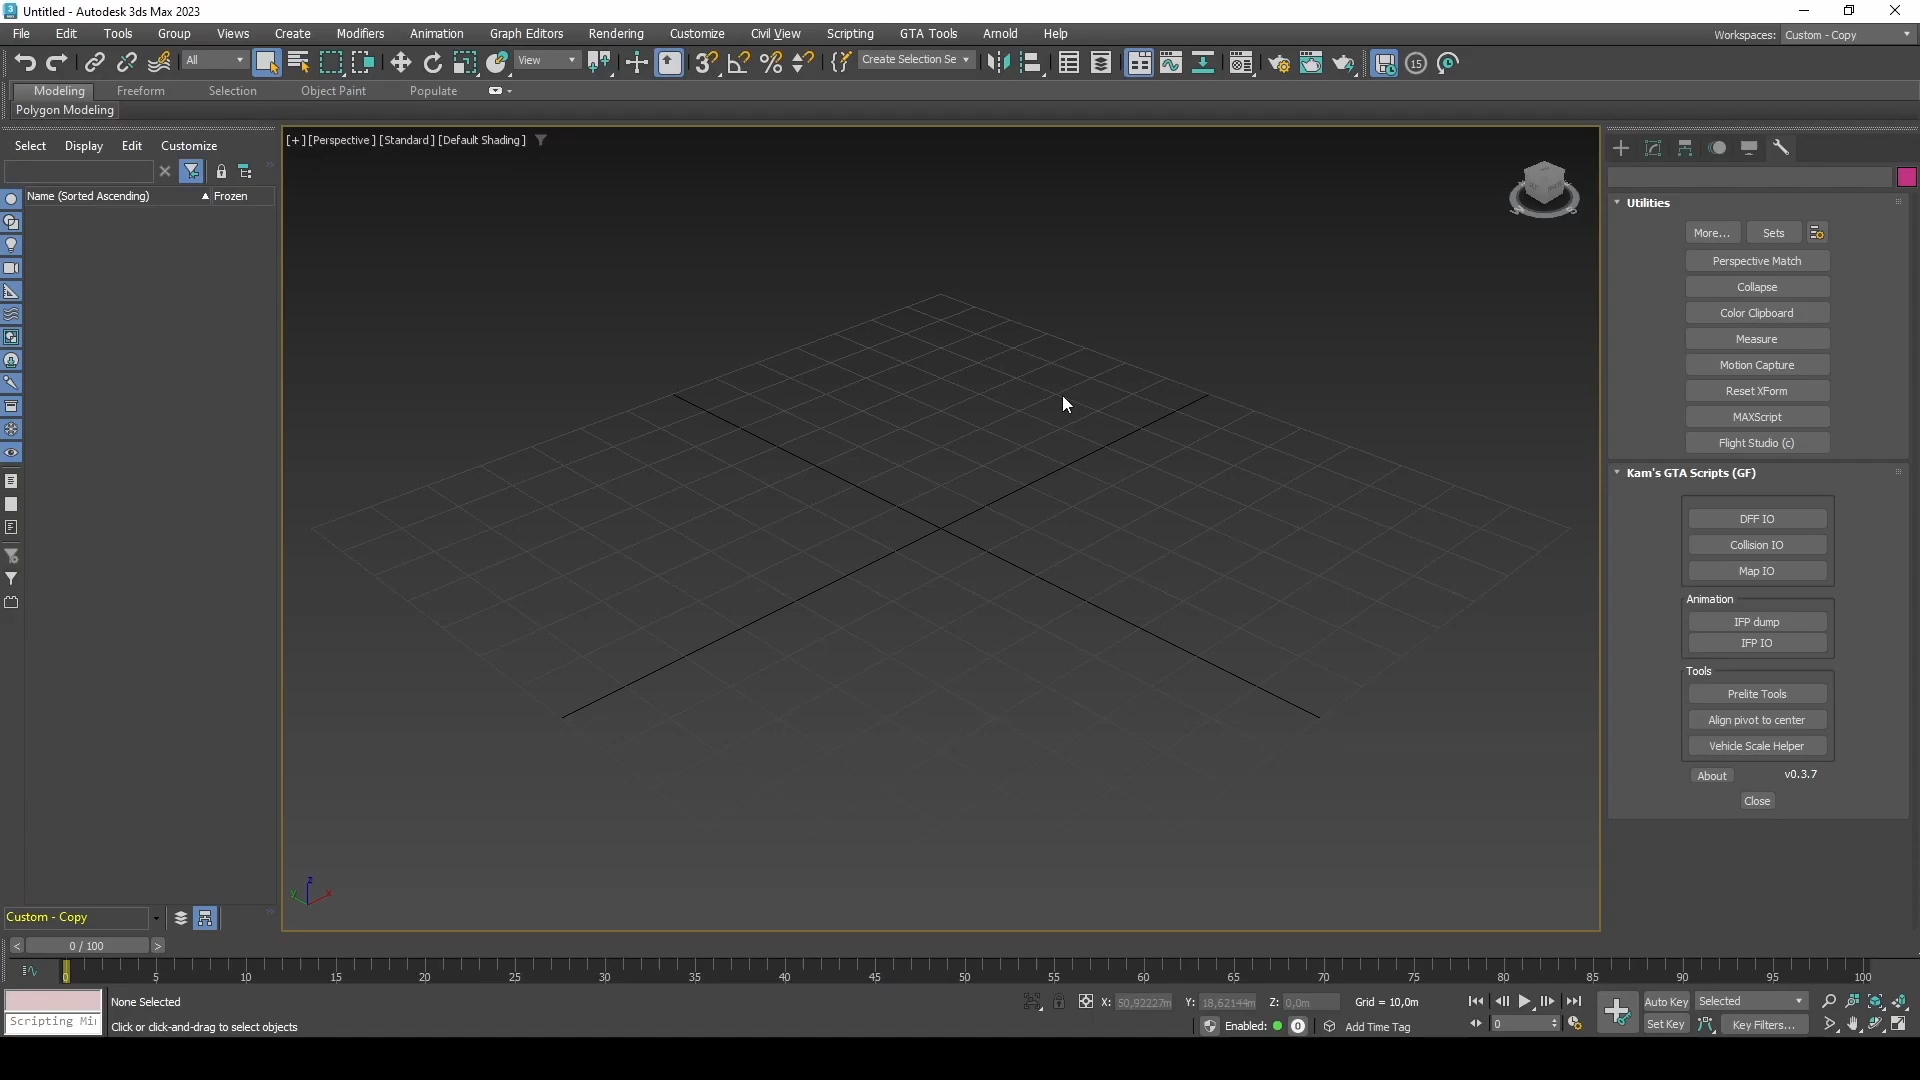 Untitled - Autodesk 3ds Max 2023
File Edit Tools Group Views Create Modifiers Animation Graph Editors Rendering Customize Civil View Scripting GTA Tools Arnold Help Workspaces: Custom - Copy
All View Create Selection Se 15
Modeling Freeform Selection Object Paint Populate
Polygon Modeling
Select Display Edit Customize
[+] [Perspective ] [Standard ] [Default Shading ]
Name (Sorted Ascending) Frozen
Utilities
More... Sets
Perspective Match
Collapse
Color Clipboard
Measure
Motion Capture
Reset XForm
MAXScript
Flight Studio (c)
Kam's GTA Scripts (GF)
DFF IO
Collision IO
Map IO
Animation
IFP dump
IFP IO
Tools
Prelite Tools
Align pivot to center
Vehicle Scale Helper
About v0.3.7
Close
z
y x
Custom - Copy
< 0 / 100 >
0 5 10 15 20 25 30 35 40 45 50 55 60 65 70 75 80 85 90 95 100
None Selected X: 50,92227m Y: 18,62144m Z: 0,0m Grid = 10,0m Auto Key Selected
Scripting Mi
Click or click-and-drag to select objects Enabled: 0 Add Time Tag 0 Set Key Key Filters...